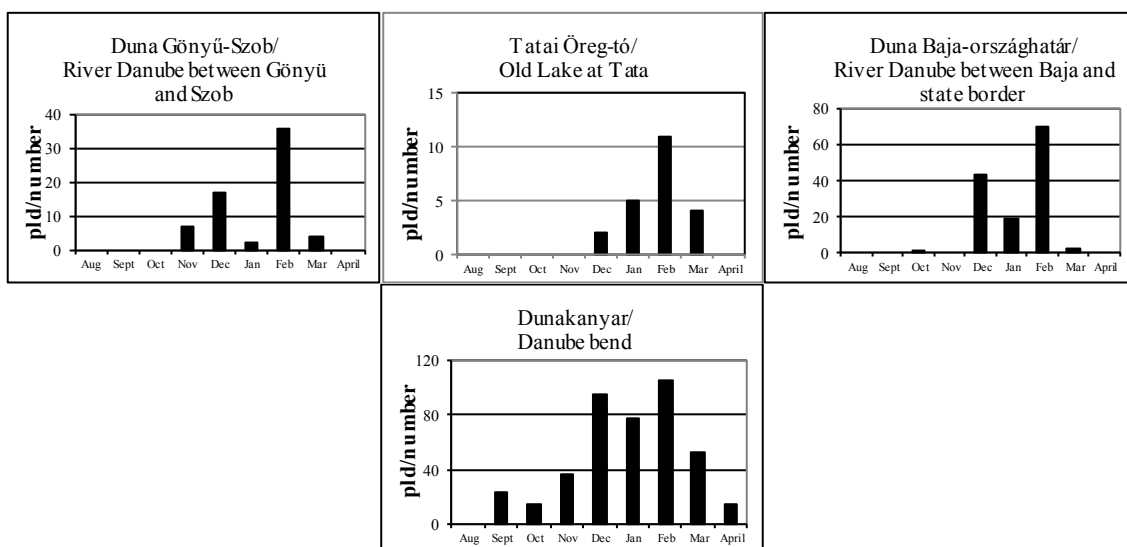 Duna Gönyű-Szob/
River Danube between Gönyü
and Szob
pld/number
40
30
20
10
0
Aug Sept Oct Nov Dec Jan Feb Mar April
Tatai Öreg-tó/
Old Lake at Tata
pld/number
15
10
5
0
Aug Sept Oct Nov Dec Jan Feb Mar April
Duna Baja-országhatár/
River Danube between Baja and
state border
pld/number
80
60
40
20
0
Aug Sept Oct Nov Dec Jan Feb Mar April
Dunakanyar/
Danube bend
pld/number
120
80
40
0
Aug Sept Oct Nov Dec Jan Feb Mar April